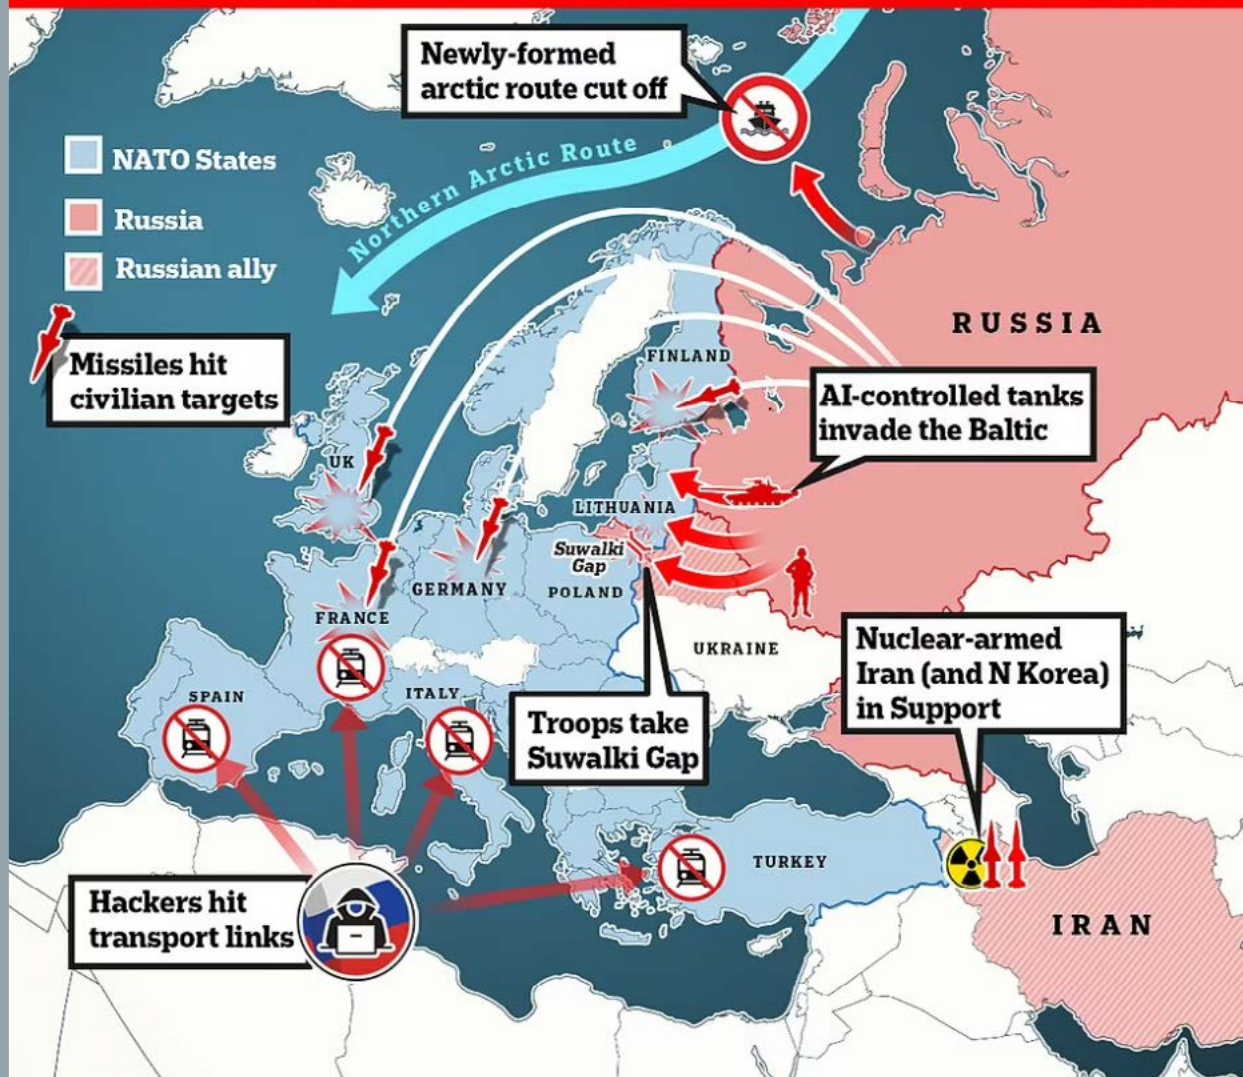 Newly-formed
arctic route cut off
NATO States
Russia
Russian ally
Northern Arctic Route
RUSSIA
Missiles hit
civilian targets
FINLAND
AI-controlled tanks
invade the Baltic
UK
LITHUANIA
Suwalki
Gap
GERMANY
POLAND
FRANCE
UKRAINE
Nuclear-armed
Iran (and N Korea)
in Support
SPAIN
ITALY
Troops take
Suwalki Gap
TURKEY
Hackers hit
transport links
IRAN